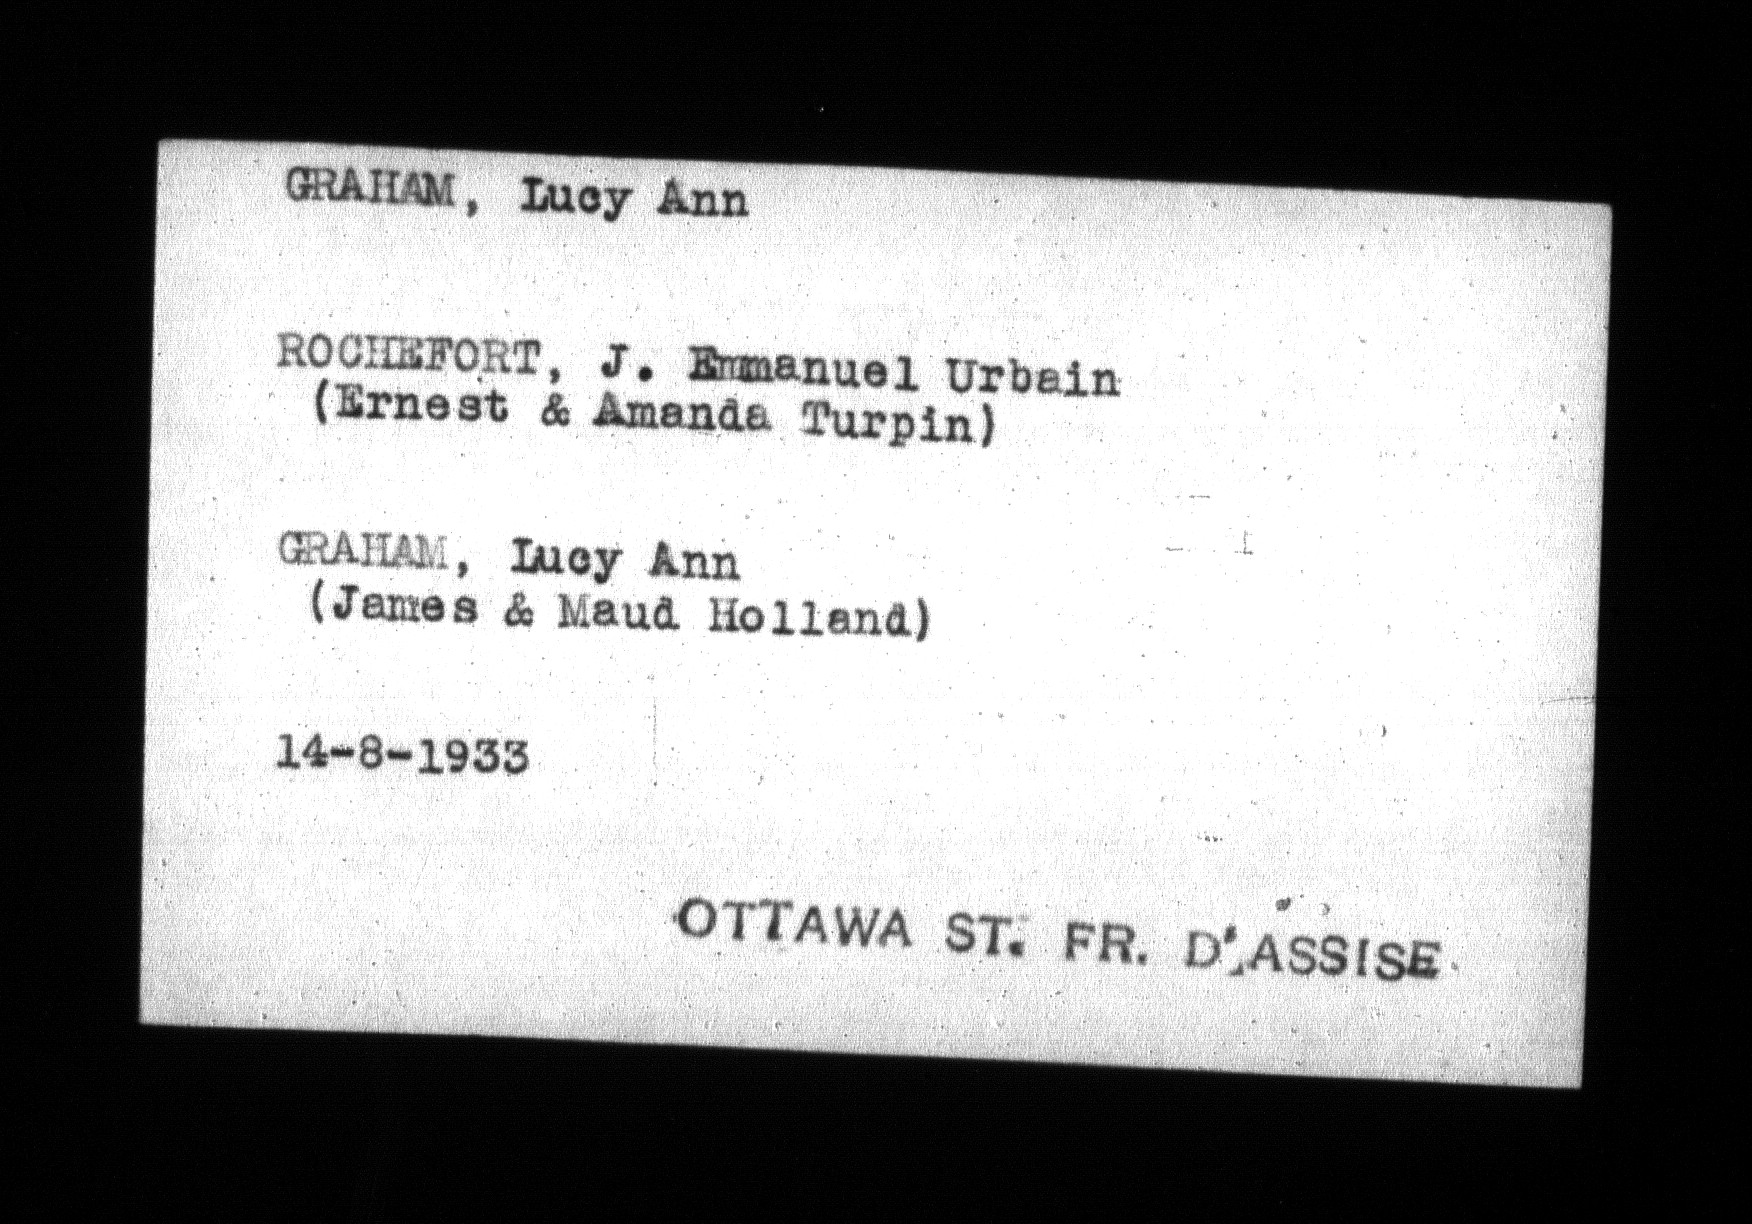 GRAHAM, Lucy Ann
ROCHEFORT, J. Emmanuel Urbain
(Ernest & Amanda Turpin)
GRAHAM, Lucy Ann
(James & Maud Holland)
14-8-1933
OTTAWA ST. FR. D'ASSISE